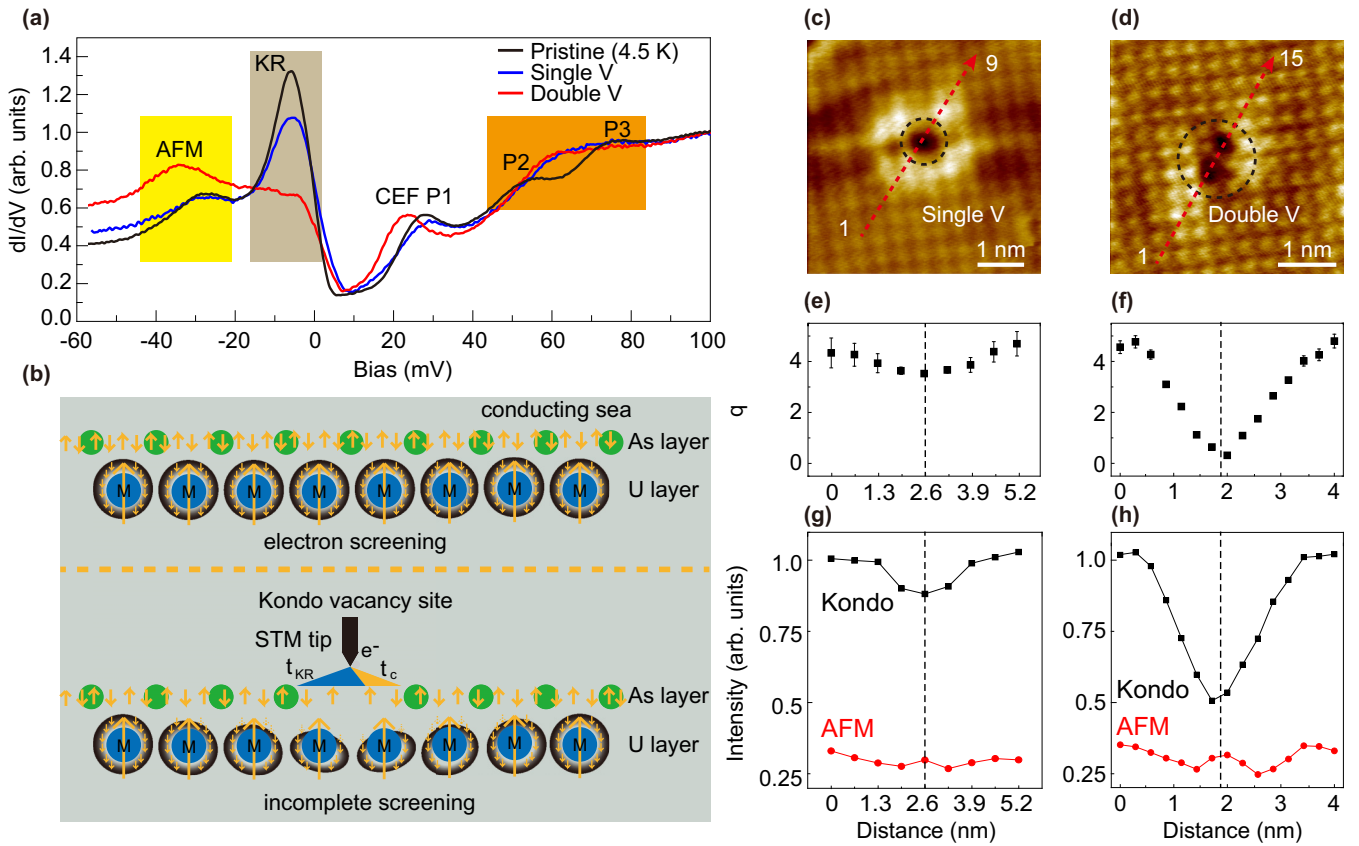 (a)
dI/dV (arb. units)
1.4
1.2
1.0
0.8
0.6
0.4
0.2
0.0
KR
AFM
CEF P1
P2
P3
Pristine (4.5 K)
Single V
Double V
-60
-40
-20
0
20
40
60
80
100
Bias (mV)
(b)
conducting sea
As layer
M M M M M M M M
U layer
electron screening
Kondo vacancy site
STM tip
e-
t_KR
t_c
As layer
M M M M M M M M
U layer
incomplete screening
(c)
9
1
Single V
1 nm
(d)
15
1
Double V
1 nm
(e)
q
4
2
0
0
1.3
2.6
3.9
5.2
(f)
4
2
0
0
1
2
3
4
(g)
Intensity (arb. units)
1.0
0.75
0.5
0.25
Kondo
AFM
0
1.3
2.6
3.9
5.2
Distance (nm)
(h)
1.0
0.75
0.5
0.25
Kondo
AFM
0
1
2
3
4
Distance (nm)